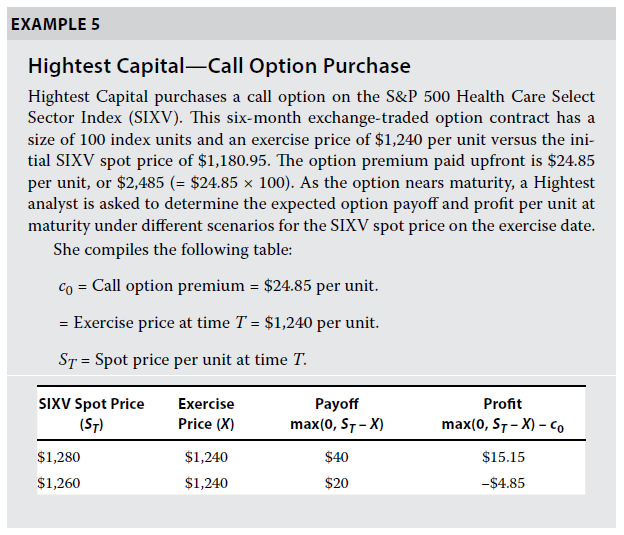 EXAMPLE 5
Hightest Capital—Call Option Purchase
Hightest Capital purchases a call option on the S&P 500 Health Care Select
Sector Index (SIXV). This six-month exchange-traded option contract has a
size of 100 index units and an exercise price of $1,240 per unit versus the ini-
tial SIXV spot price of $1,180.95. The option premium paid upfront is $24.85
per unit, or $2,485 (= $24.85 × 100). As the option nears maturity, a Hightest
analyst is asked to determine the expected option payoff and profit per unit at
maturity under different scenarios for the SIXV spot price on the exercise date.
She compiles the following table:
c0 = Call option premium = $24.85 per unit.
= Exercise price at time T = $1,240 per unit.
ST = Spot price per unit at time T.
SIXV Spot Price Exercise Payoff Profit
(ST) Price (X) max(0, ST – X) max(0, ST – X) – c0
$1,280 $1,240 $40 $15.15
$1,260 $1,240 $20 –$4.85